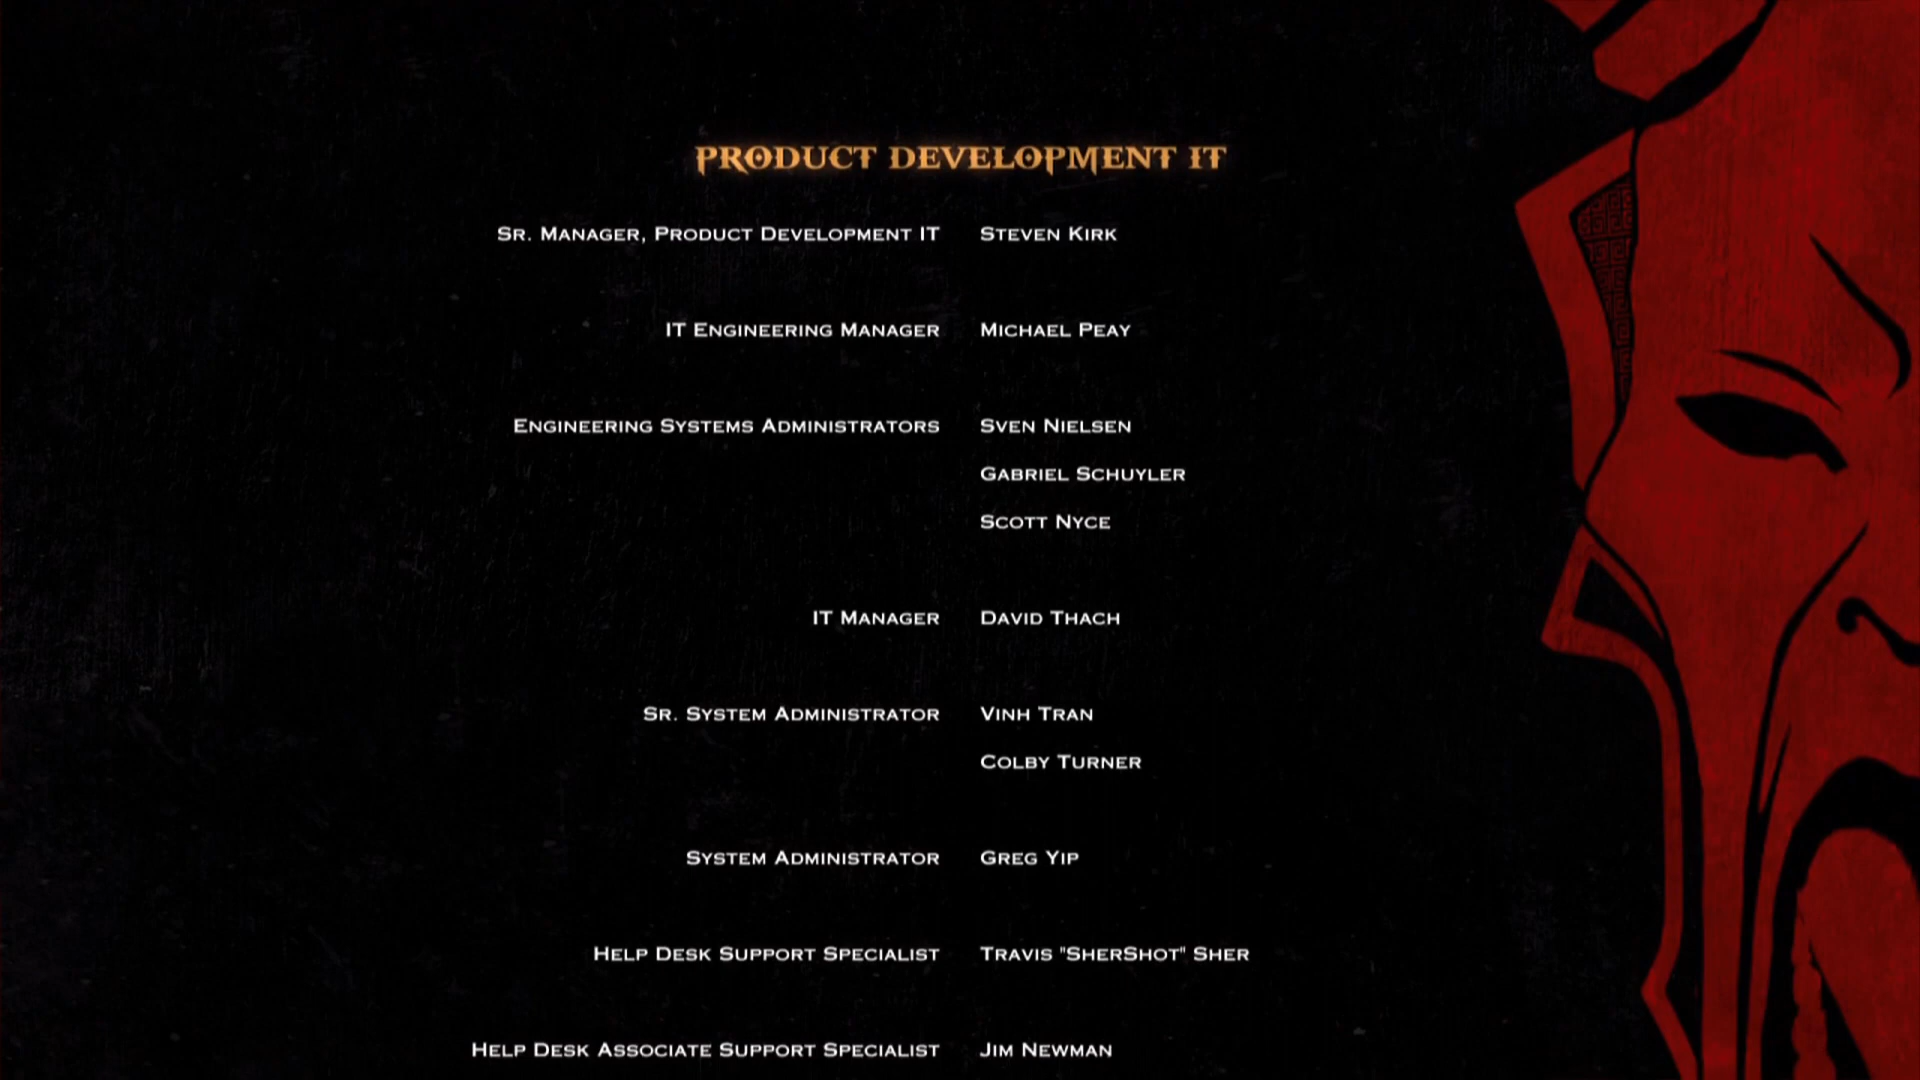 PRODUCT DEVELOPMENT IT
SR. MANAGER, PRODUCT DEVELOPMENT IT STEVEN KIRK
IT ENGINEERING MANAGER MICHAEL PEAY
ENGINEERING SYSTEMS ADMINISTRATORS SVEN NIELSEN
GABRIEL SCHUYLER
SCOTT NYCE
IT MANAGER DAVID THACH
SR. SYSTEM ADMINISTRATOR VINH TRAN
COLBY TURNER
SYSTEM ADMINISTRATOR GREG YIP
HELP DESK SUPPORT SPECIALIST TRAVIS "SHERSHOT" SHER
HELP DESK ASSOCIATE SUPPORT SPECIALIST JIM NEWMAN